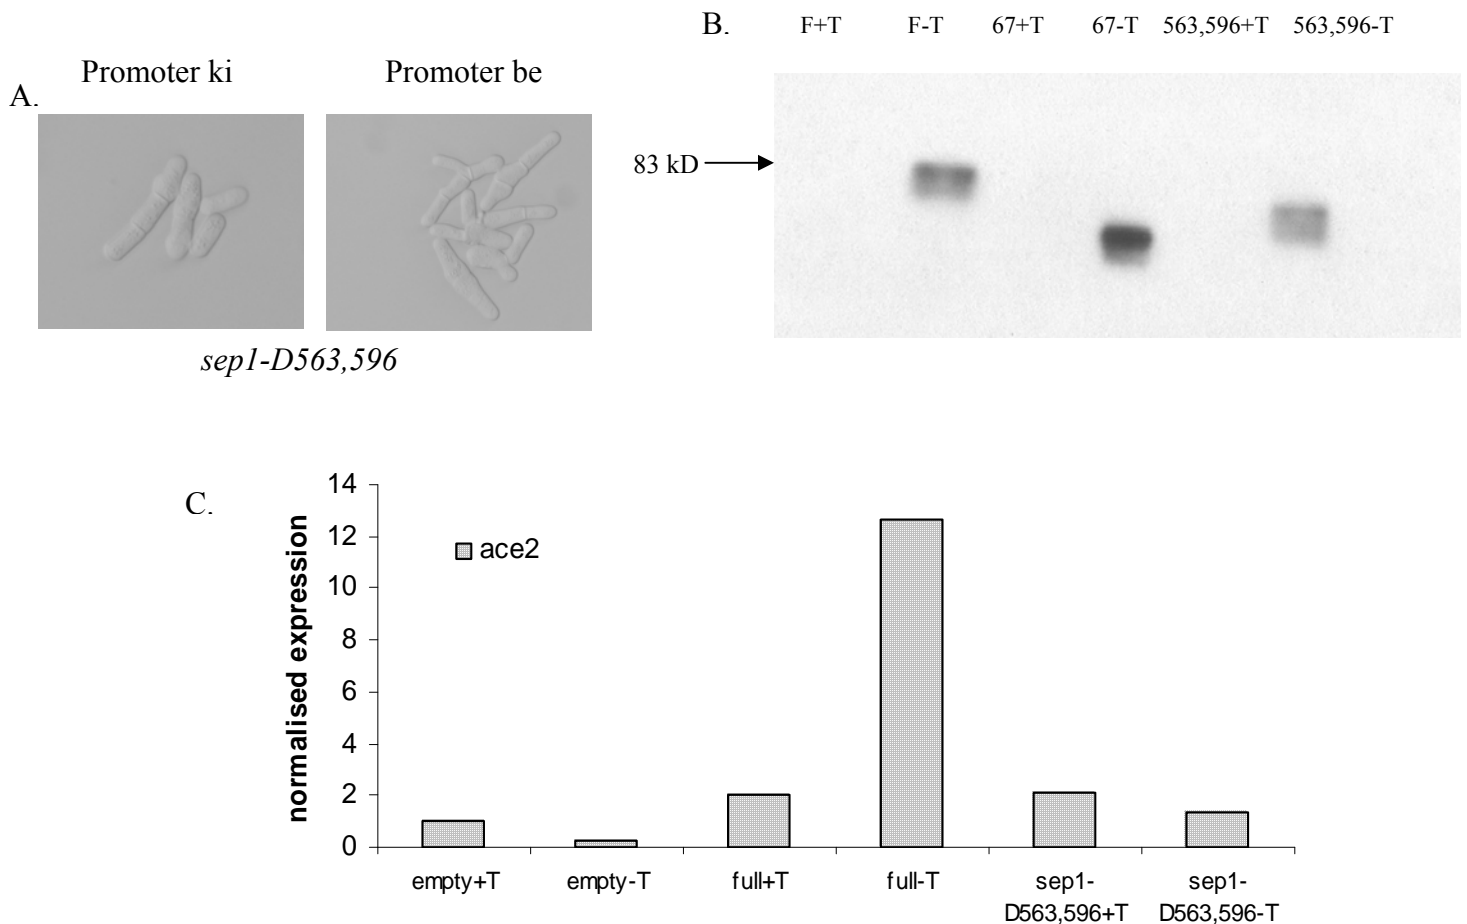 B. F+T F-T 67+T 67-T 563,596+T 563,596-T
Promoter ki Promoter be
A.
83 kD
sep1-D563,596
C.
14
12
10
8
6
4
2
0
normalised expression
ace2
empty+T empty-T full+T full-T sep1- sep1-
D563,596+T D563,596-T